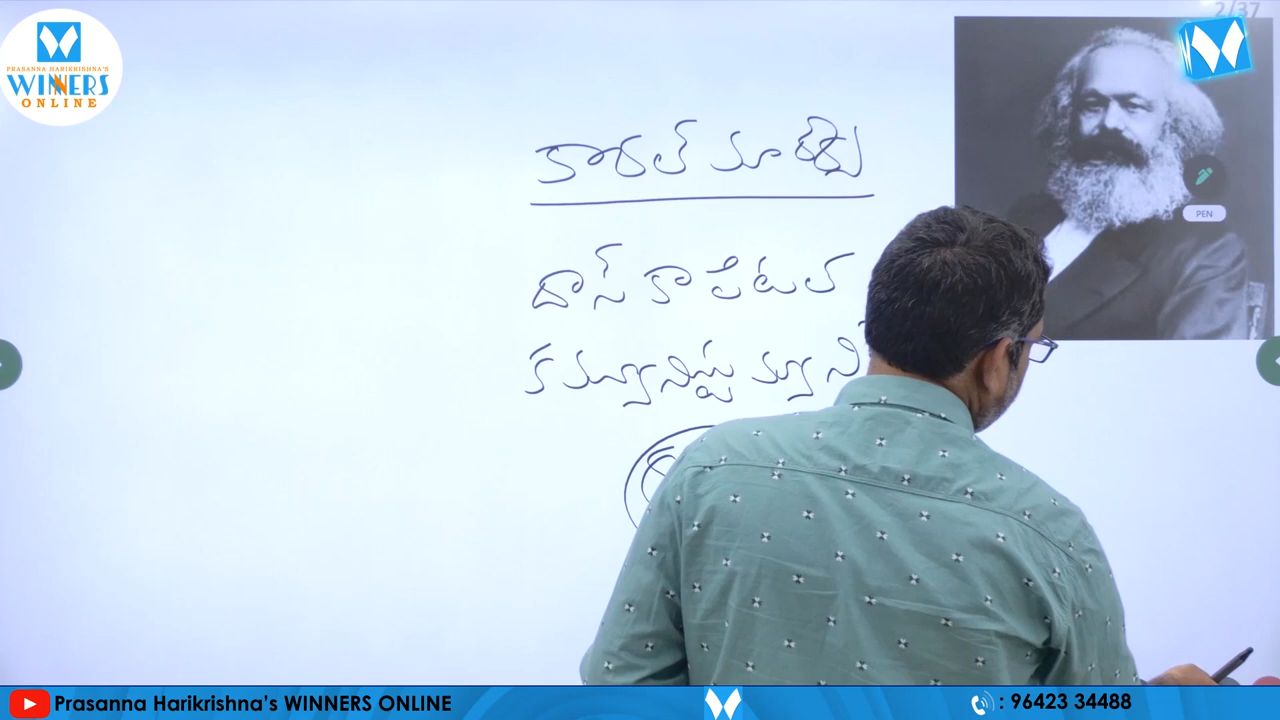 2/37
PRASANNA HARIKRISHNA'S
WINNERS
ONLINE
కారల్ మార్క్సు
PEN
దాస్ కాపిటల్
కమ్యూనిష్టు మ్యాని
Prasanna Harikrishna's WINNERS ONLINE
: 96423 34488